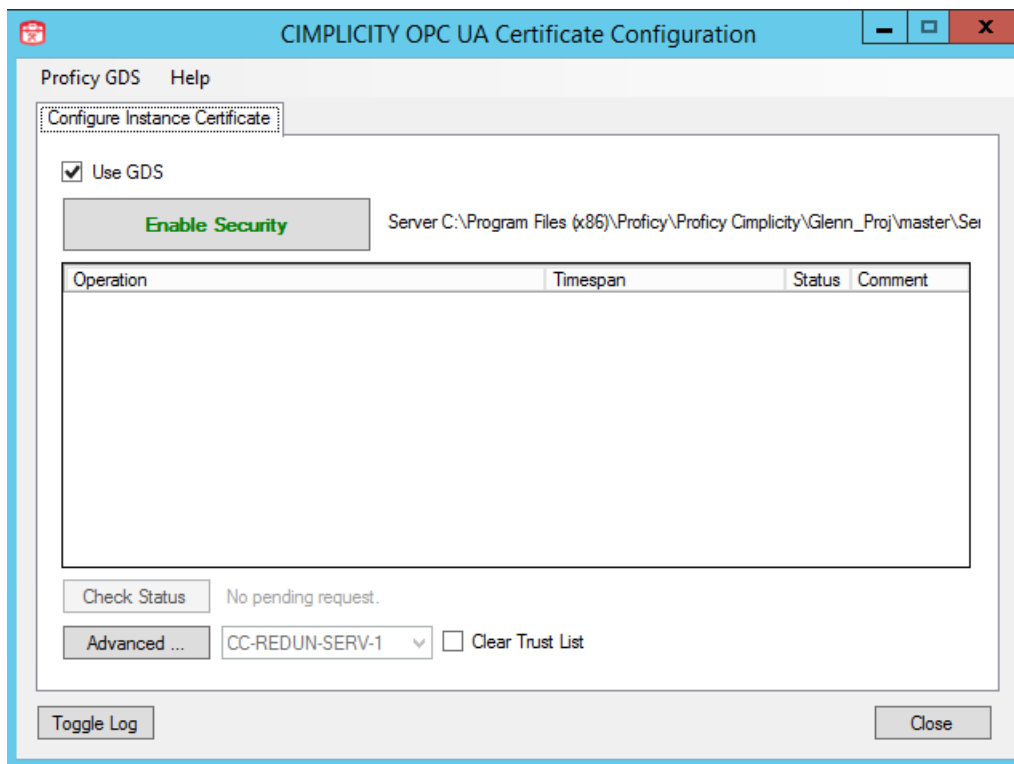 CIMPLICITY OPC UA Certificate Configuration
Proficy GDS Help
Configure Instance Certificate
Use GDS
Enable Security Server C:\Program Files (x86)\Proficy\Proficy Cimplicity\Glenn_Proj\master\Ser
Operation Timespan Status Comment
Check Status No pending request.
Advanced ... CC-REDUN-SERV-1 Clear Trust List
Toggle Log Close